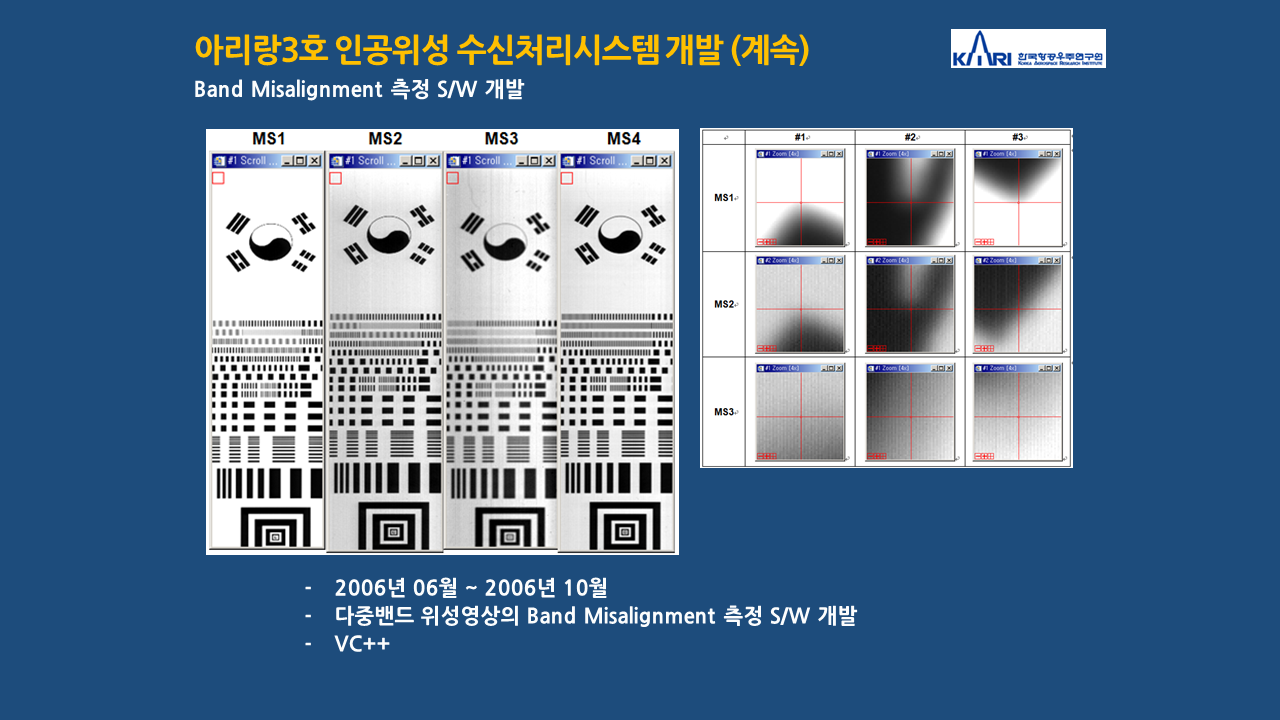 아리랑3호 인공위성 수신처리시스템 개발 (계속)
KARI 한국항공우주연구원
KOREA AEROSPACE RESEARCH INSTITUTE
Band Misalignment 측정 S/W 개발
MS1 MS2 MS3 MS4
#1 Scroll ... #1 Scroll ... #1 Scroll ... #1 Scroll ...
#1 #2 #3
#1 Zoom [4x] #1 Zoom [4x] #1 Zoom [4x]
MS1
#2 Zoom [4x] #2 Zoom [4x] #2 Zoom [4x]
MS2
#1 Zoom [4x] #1 Zoom [4x] #1 Zoom [4x]
MS3
- 2006년 06월 ~ 2006년 10월
- 다중밴드 위성영상의 Band Misalignment 측정 S/W 개발
- VC++